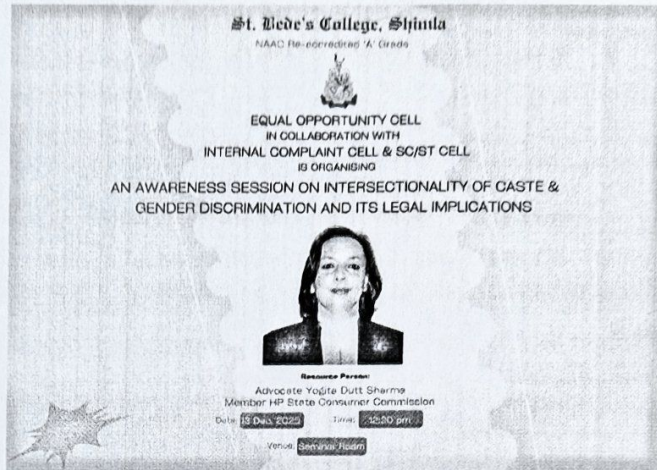 St. Bede's College, Shimla
NAAC Re-accredited 'A' Grade
EQUAL OPPORTUNITY CELL
IN COLLABORATION WITH
INTERNAL COMPLAINT CELL & SC/ST CELL
IS ORGANISING
AN AWARENESS SESSION ON INTERSECTIONALITY OF CASTE &
GENDER DISCRIMINATION AND ITS LEGAL IMPLICATIONS
Resource Person:
Advocate Yogita Dutt Sharma
Member HP State Consumer Commission
Date: 13 Dec, 2025 Time: 12:30 pm
Venue: Seminar Room